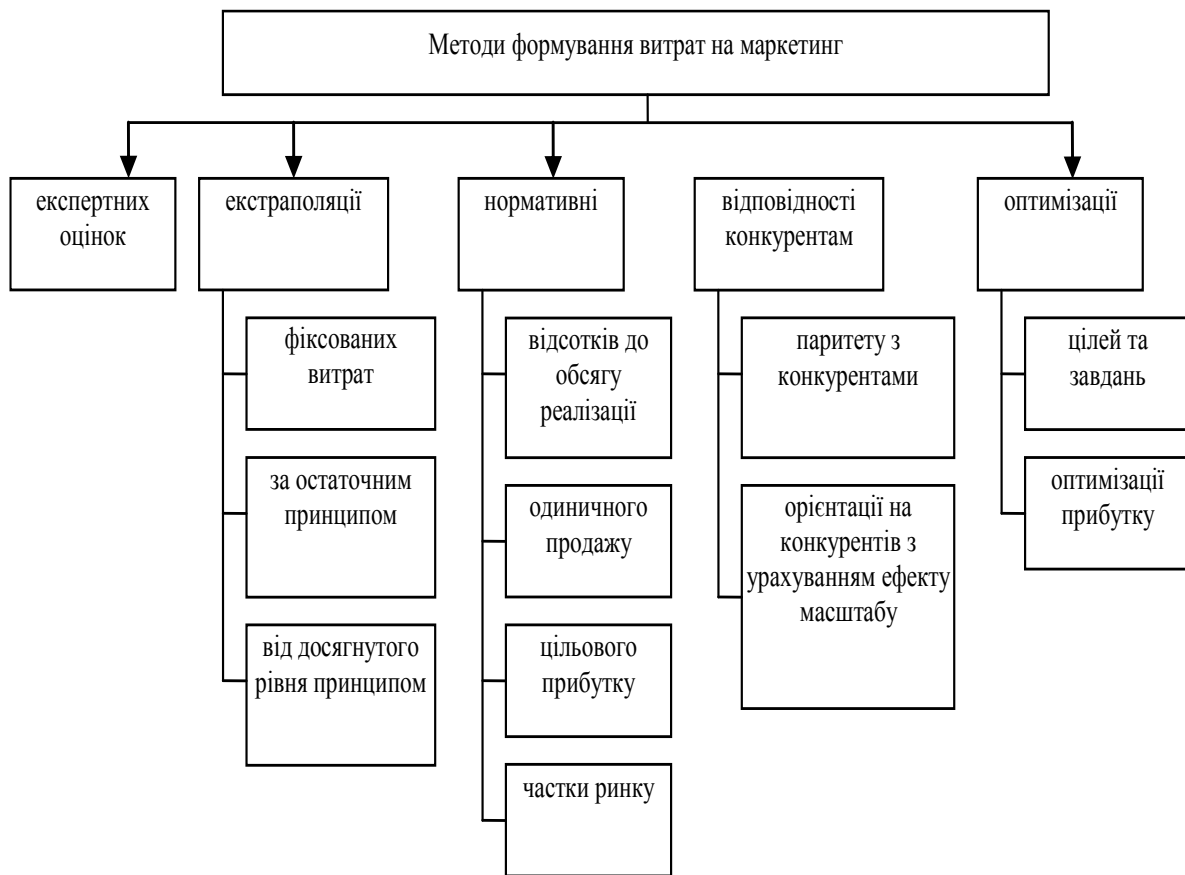 Методи формування витрат на маркетинг
експертних
оцінок
екстраполяції
нормативні
відповідності
конкурентам
оптимізації
фіксованих
витрат
за остаточним
принципом
від досягнутого
рівня принципом
відсотків до
обсягу
реалізації
одиничного
продажу
цільового
прибутку
частки ринку
паритету з
конкурентами
орієнтації на
конкурентів з
урахуванням ефекту
масштабу
цілей та
завдань
оптимізації
прибутку